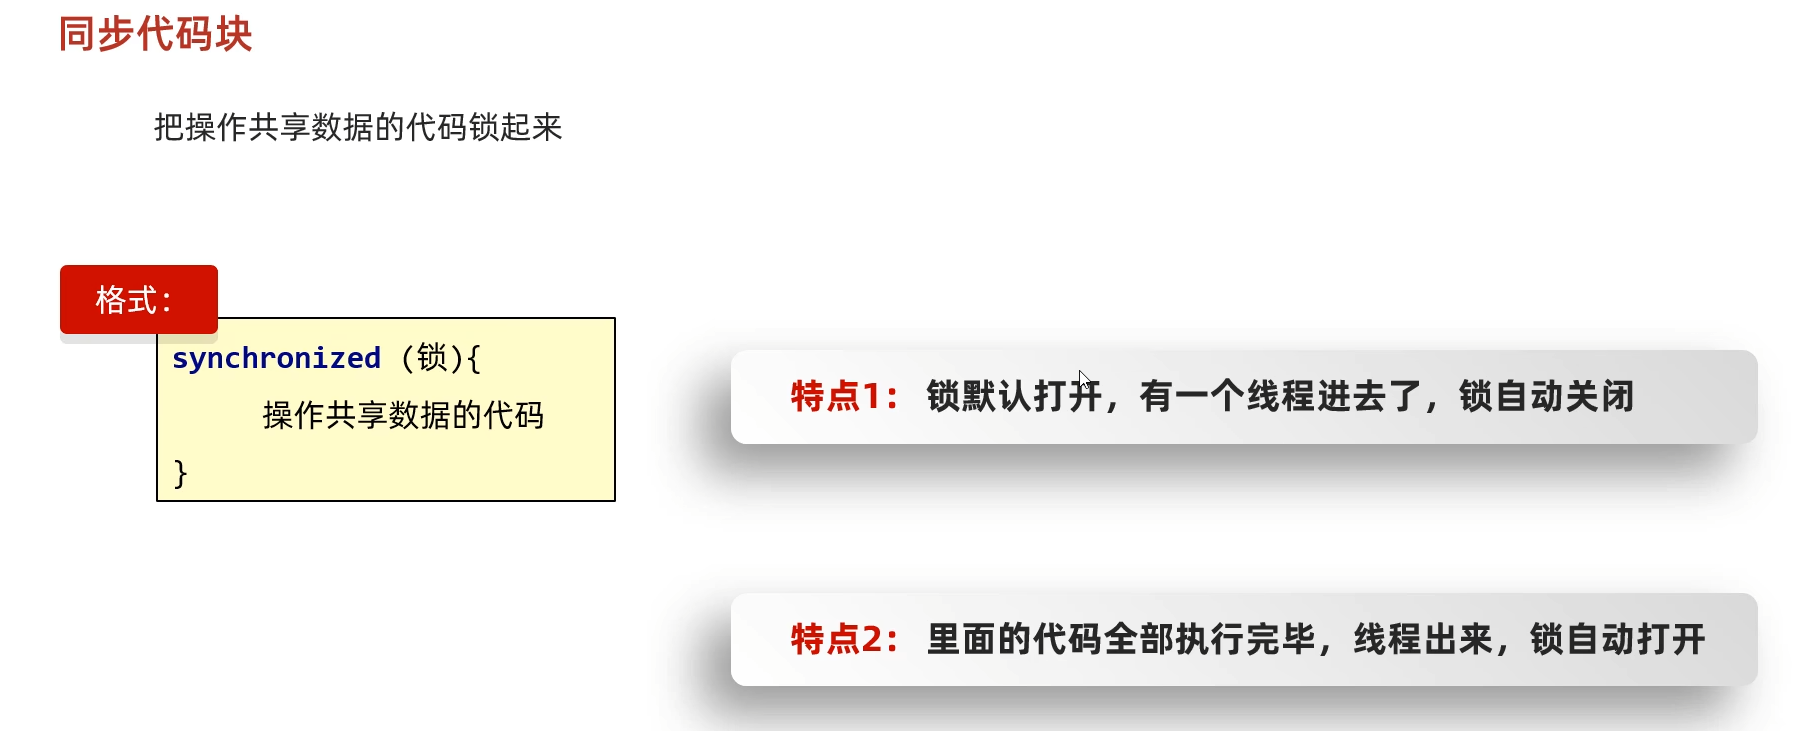 同步代码块
把操作共享数据的代码锁起来
格式：
synchronized (锁){
操作共享数据的代码
}
特点1： 锁默认打开，有一个线程进去了，锁自动关闭
特点2： 里面的代码全部执行完毕，线程出来，锁自动打开